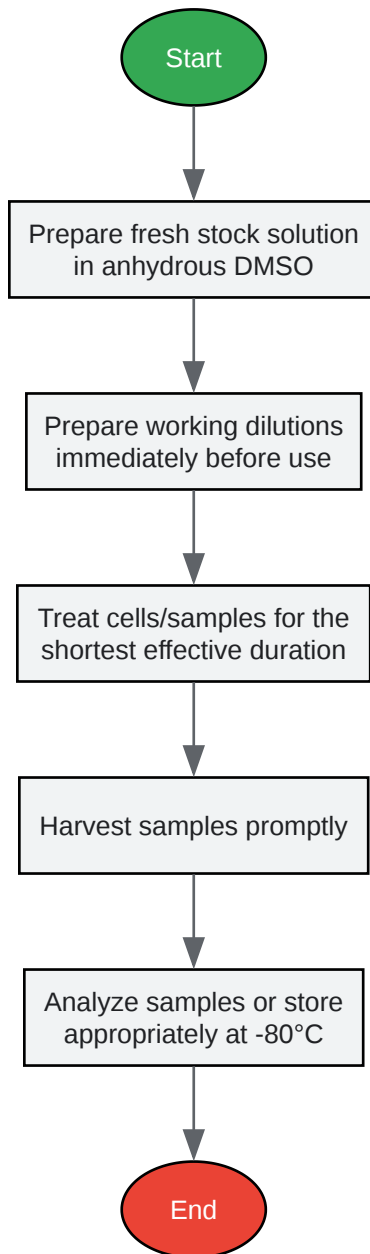 Start
Prepare fresh stock solution
in anhydrous DMSO
Prepare working dilutions
immediately before use
Treat cells/samples for the
shortest effective duration
Harvest samples promptly
Analyze samples or store
appropriately at -80°C
End